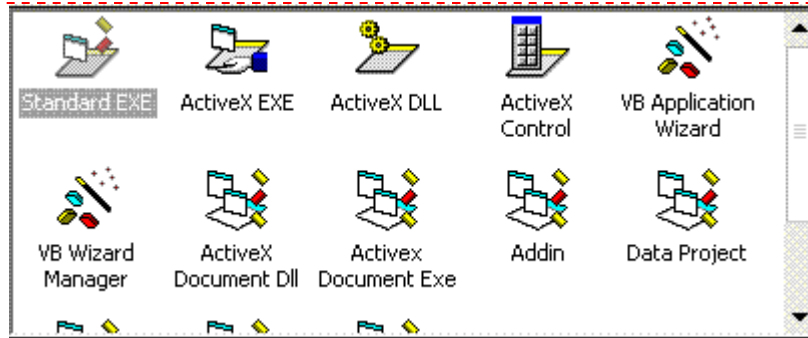 Standard EXE
ActiveX EXE
ActiveX DLL
ActiveX
Control
VB Application
Wizard
VB Wizard
Manager
ActiveX
Document Dll
Activex
Document Exe
Addin
Data Project